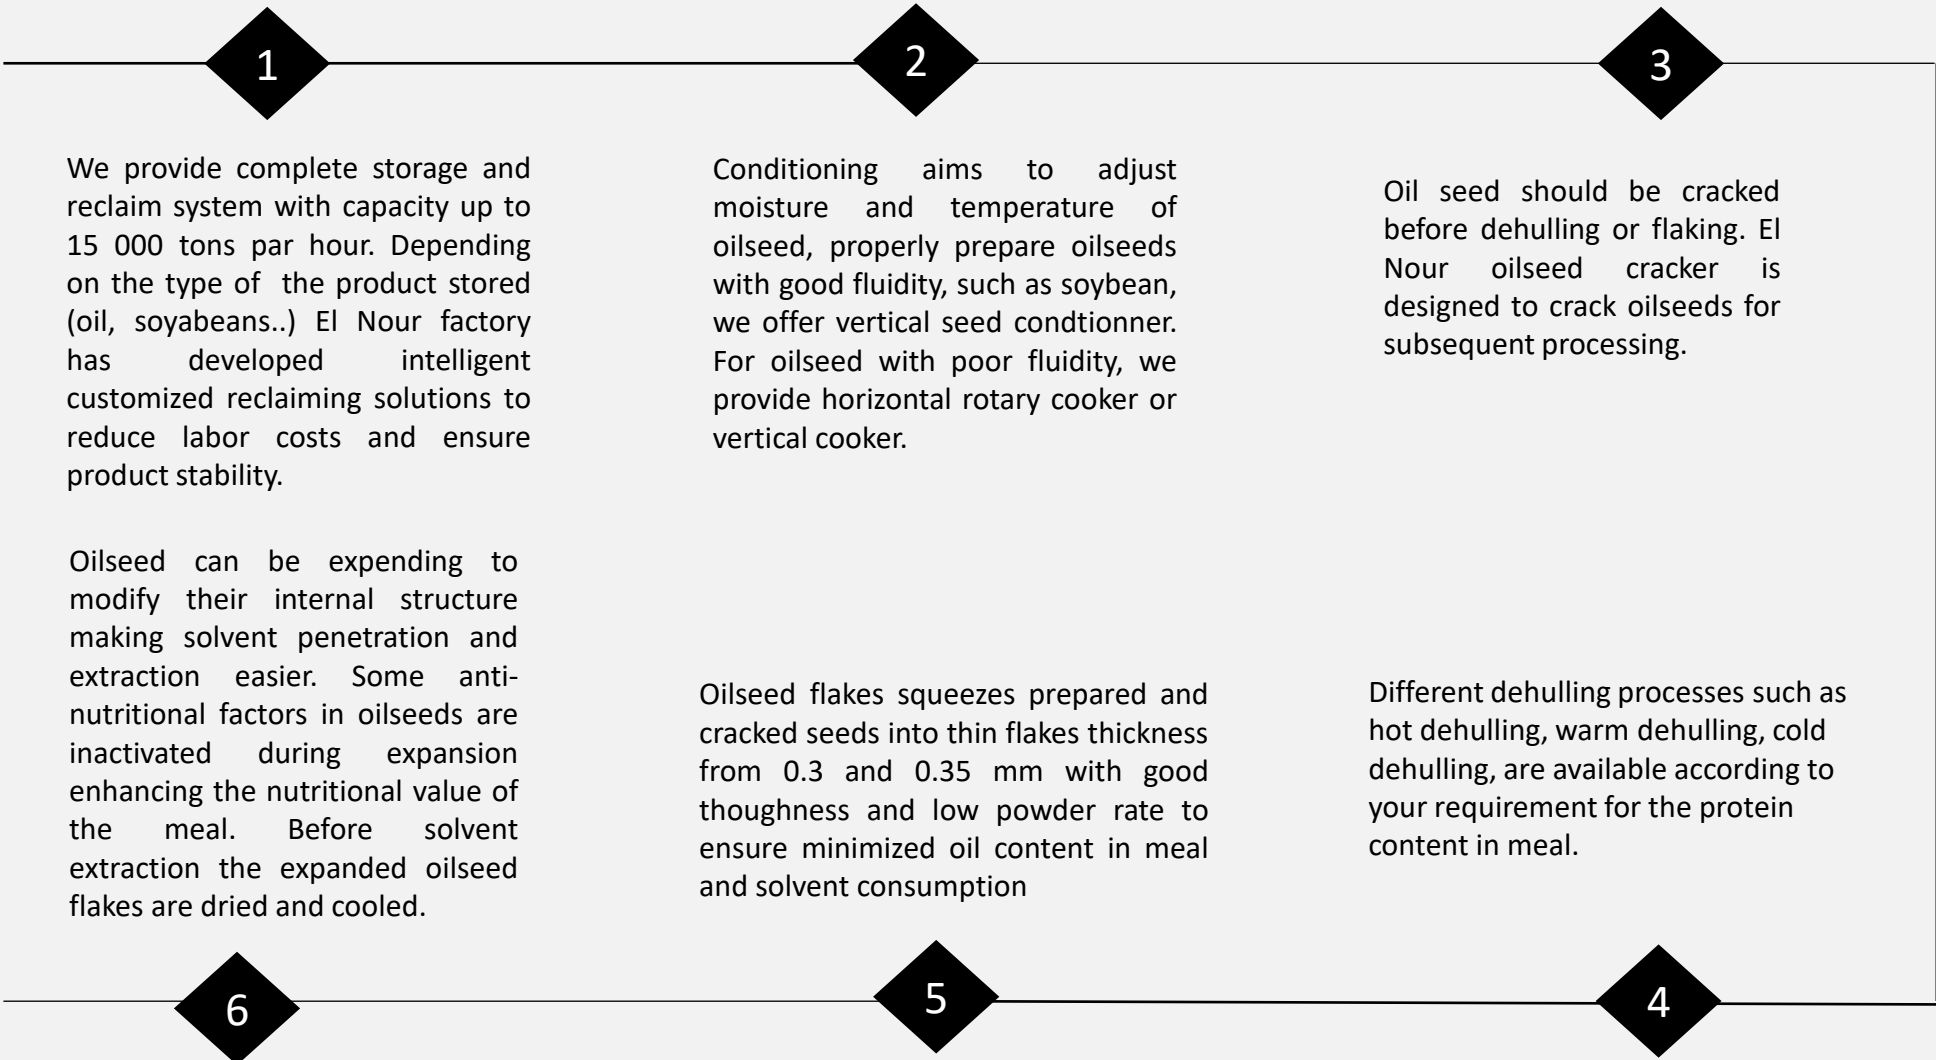 1
We provide complete storage and
reclaim system with capacity up to
15 000 tons par hour. Depending
on the type of the product stored
(oil, soyabeans..) El Nour factory
has developed intelligent
customized reclaiming solutions to
reduce labor costs and ensure
product stability.
2
Conditioning aims to adjust
moisture and temperature of
oilseed, properly prepare oilseeds
with good fluidity, such as soybean,
we offer vertical seed condtionner.
For oilseed with poor fluidity, we
provide horizontal rotary cooker or
vertical cooker.
3
Oil seed should be cracked
before dehulling or flaking. El
Nour oilseed cracker is
designed to crack oilseeds for
subsequent processing.
Different dehulling processes such as
hot dehulling, warm dehulling, cold
dehulling, are available according to
your requirement for the protein
content in meal.
4
Oilseed flakes squeezes prepared and
cracked seeds into thin flakes thickness
from 0.3 and 0.35 mm with good
thoughness and low powder rate to
ensure minimized oil content in meal
and solvent consumption
5
Oilseed can be expending to
modify their internal structure
making solvent penetration and
extraction easier. Some anti-
nutritional factors in oilseeds are
inactivated during expansion
enhancing the nutritional value of
the meal. Before solvent
extraction the expanded oilseed
flakes are dried and cooled.
6